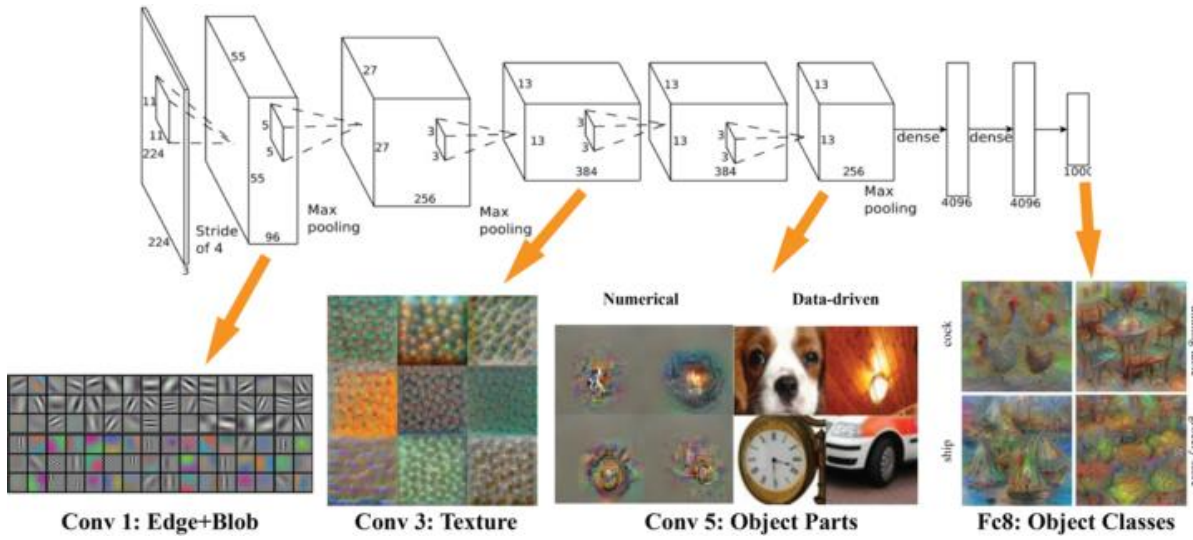 55
27
13
13
13
11
5
3
3
3
11
5
27
3
13
3
13
3
13
dense
dense
224
55
384
384
256
1000
256
Max
pooling
4096
4096
Max
pooling
Max
pooling
Stride
of 4
96
224
3
Numerical
Data-driven
cock
ship
Conv 1: Edge+Blob
Conv 3: Texture
Conv 5: Object Parts
Fc8: Object Classes